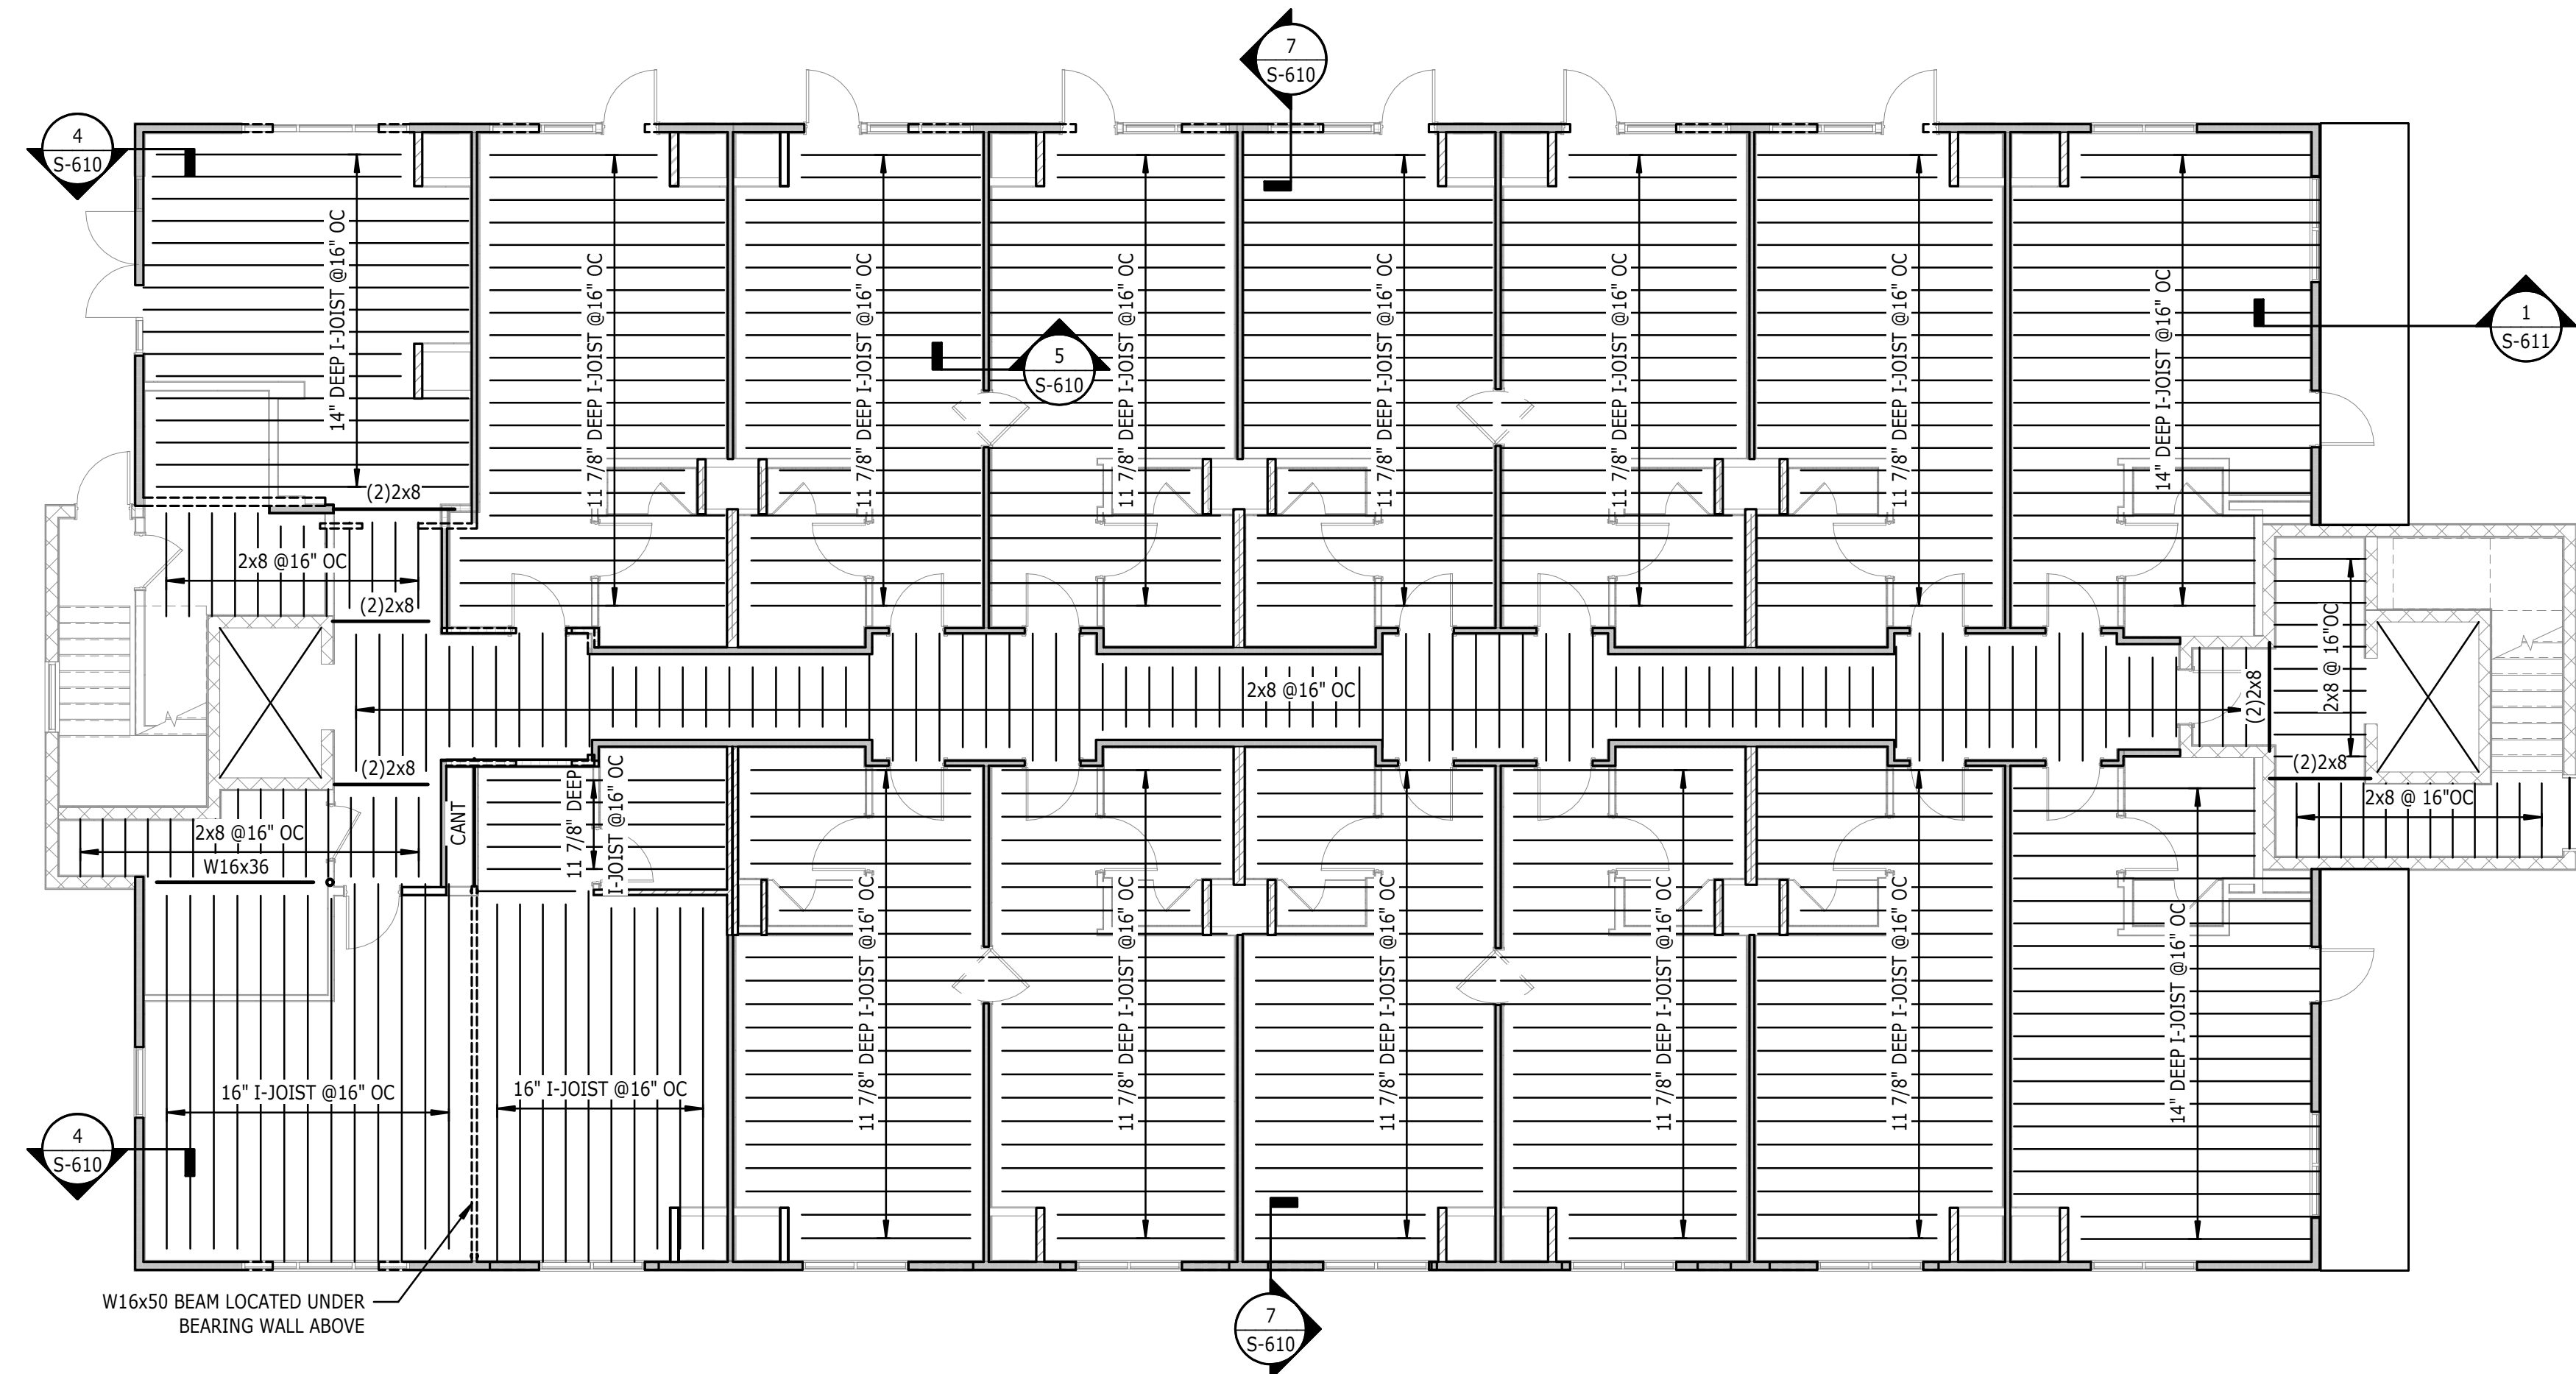 7
S-610
4
S-610
14" DEEP I-JOIST @16" OC
11 7/8" DEEP I-JOIST @16" OC
11 7/8" DEEP I-JOIST @16" OC
11 7/8" DEEP I-JOIST @16" OC
11 7/8" DEEP I-JOIST @16" OC
11 7/8" DEEP I-JOIST @16" OC
11 7/8" DEEP I-JOIST @16" OC
14" DEEP I-JOIST @16" OC
1
S-611
5
S-610
(2)2x8
2x8 @16" OC
(2)2x8
2x8 @16" OC
(2)2x8
2x8 @ 16"OC
(2)2x8
(2)2x8
2x8 @ 16"OC
2x8 @16" OC
W16x36
CANT
11 7/8" DEEP
I-JOIST @16" OC
11 7/8" DEEP I-JOIST @16" OC
11 7/8" DEEP I-JOIST @16" OC
11 7/8" DEEP I-JOIST @16" OC
11 7/8" DEEP I-JOIST @16" OC
11 7/8" DEEP I-JOIST @16" OC
14" DEEP I-JOIST @16" OC
16" I-JOIST @16" OC
16" I-JOIST @16" OC
4
S-610
W16x50 BEAM LOCATED UNDER
BEARING WALL ABOVE
7
S-610